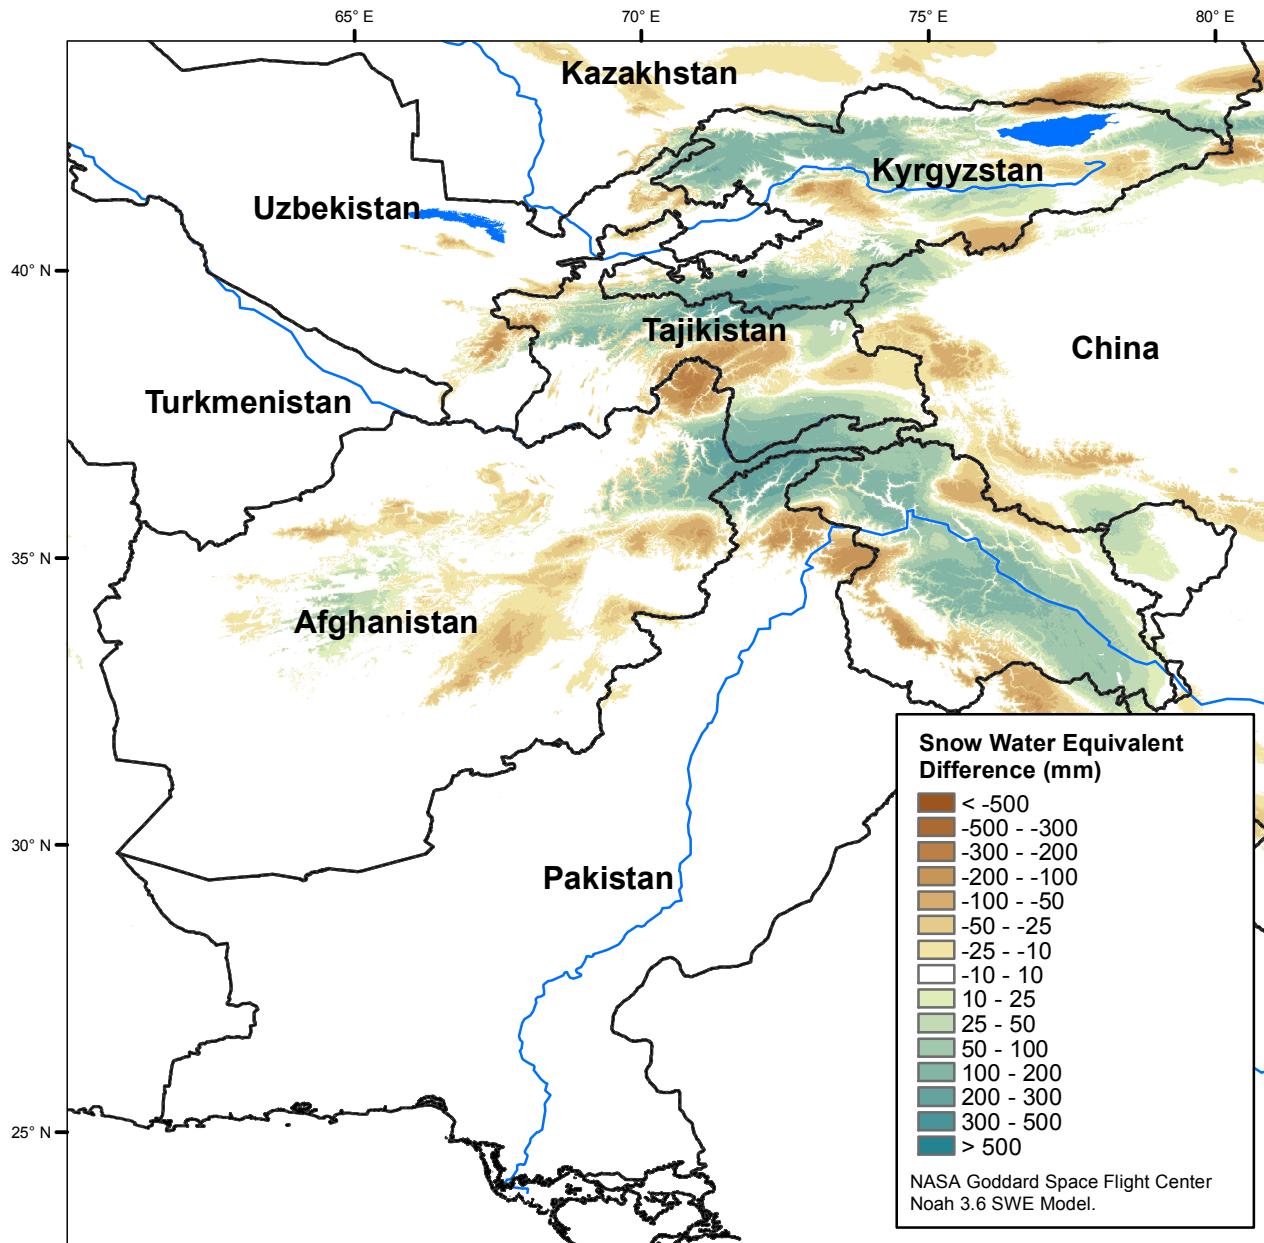 65° E 70° E 75° E 80° E
Kazakhstan
Kyrgyzstan
Uzbekistan
40° N
Tajikistan
China
Turkmenistan
35° N
Afghanistan
Snow Water Equivalent
Difference (mm)
< -500
-500 - -300
-300 - -200
-200 - -100
-100 - -50
-50 - -25
-25 - -10
-10 - 10
10 - 25
25 - 50
50 - 100
100 - 200
200 - 300
300 - 500
> 500
NASA Goddard Space Flight Center
Noah 3.6 SWE Model.
30° N
Pakistan
25° N